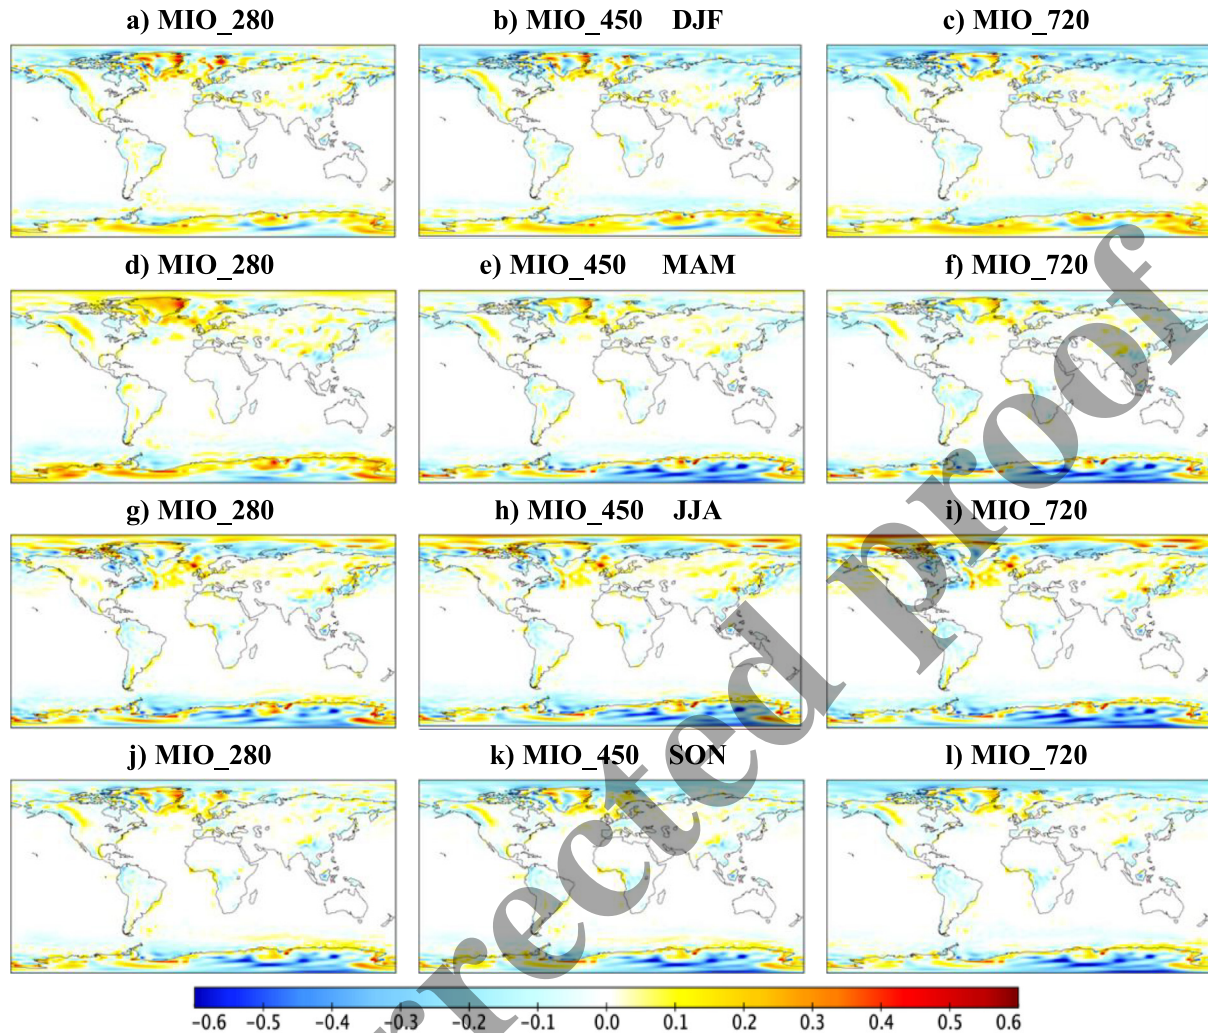 a) MIO_280 b) MIO_450 DJF c) MIO_720
d) MIO_280 e) MIO_450 MAM f) MIO_720
g) MIO_280 h) MIO_450 JJA i) MIO_720
j) MIO_280 k) MIO_450 SON l) MIO_720
−0.6 −0.5 −0.4 −0.3 −0.2 −0.1 0.0 0.1 0.2 0.3 0.4 0.5 0.6
rrected proof